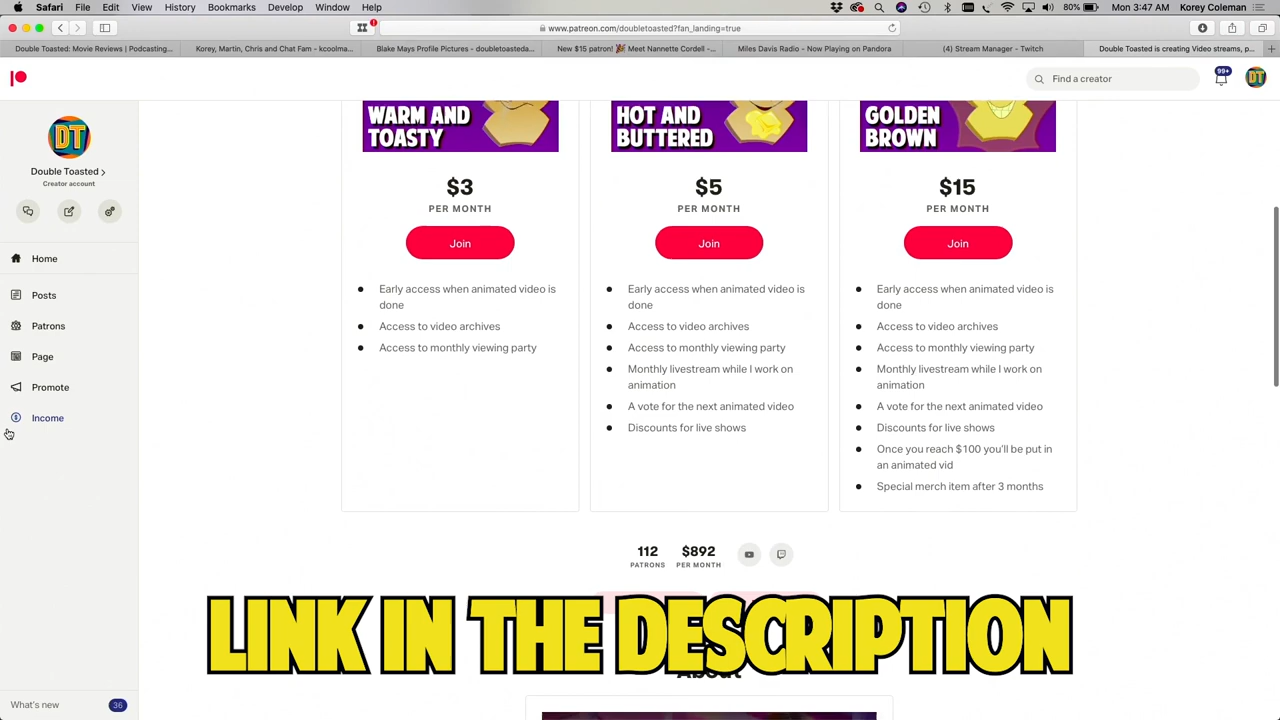 Safari File Edit View History Bookmarks Develop Window Help
80% Mon 3:47 AM Korey Coleman
www.patreon.com/doubletoasted?fan_landing=true
Double Toasted: Movie Reviews | Podcasting...
Korey, Martin, Chris and Chat Fam - kcoolma...
Blake Mays Profile Pictures - doubletoasteda...
New $15 patron! 🎉 Meet Nannette Cordell -...
Miles Davis Radio - Now Playing on Pandora
(4) Stream Manager - Twitch
Double Toasted is creating Video streams, p...
Find a creator
99+
DT
DT
Double Toasted
Creator account
Home
Posts
Patrons
Page
Promote
Income
What's new 36
WARM AND
TOASTY
$3
PER MONTH
Join
Early access when animated video is
done
Access to video archives
Access to monthly viewing party
HOT AND
BUTTERED
$5
PER MONTH
Join
Early access when animated video is
done
Access to video archives
Access to monthly viewing party
Monthly livestream while I work on
animation
A vote for the next animated video
Discounts for live shows
GOLDEN
BROWN
$15
PER MONTH
Join
Early access when animated video is
done
Access to video archives
Access to monthly viewing party
Monthly livestream while I work on
animation
A vote for the next animated video
Discounts for live shows
Once you reach $100 you'll be put in
an animated vid
Special merch item after 3 months
112 $892
PATRONS PER MONTH
LINK IN THE DESCRIPTION
About